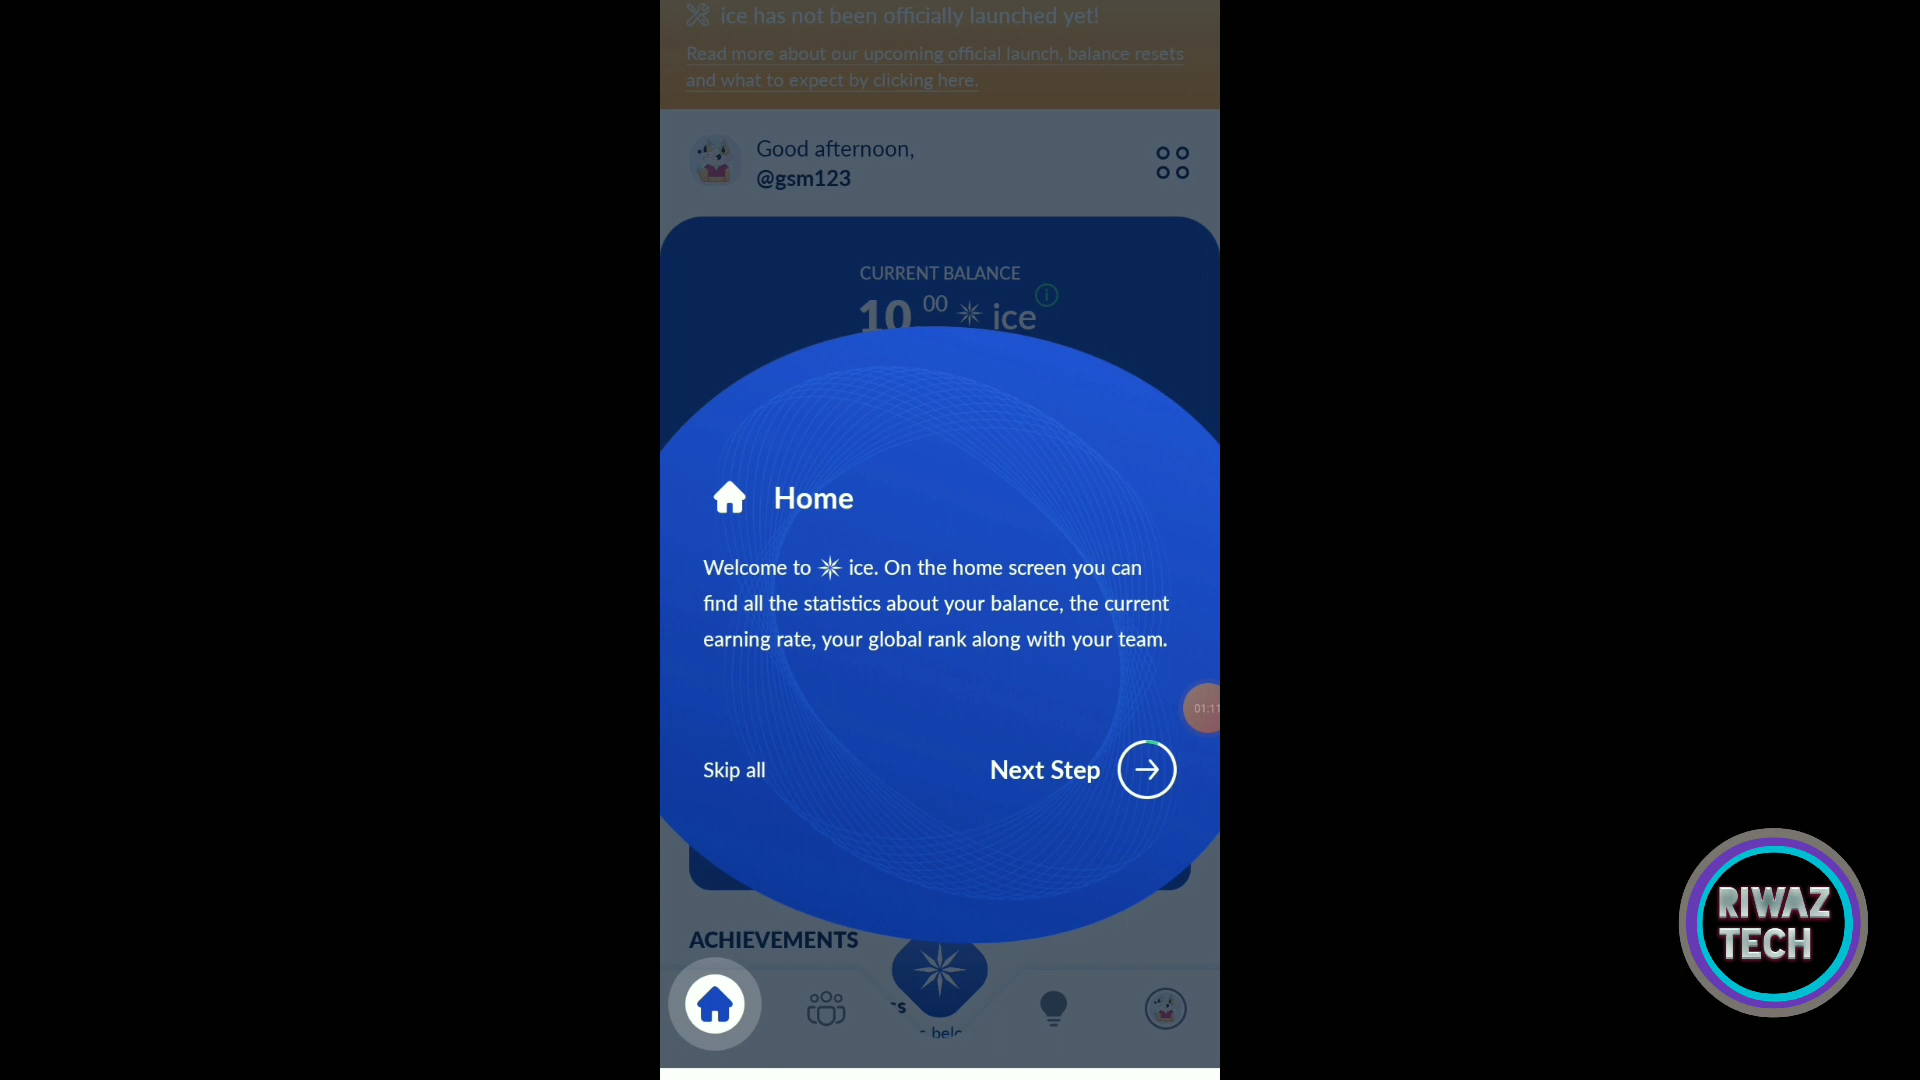 ice has not been officially launched yet!
Read more about our upcoming official launch, balance resets
and what to expect by clicking here.
Good afternoon,
@gsm123
CURRENT BALANCE
10 00 ice
Home
Welcome to ice. On the home screen you can
find all the statistics about your balance, the current
earning rate, your global rank along with your team.
01:11
Skip all
Next Step
ACHIEVEMENTS
RIWAZ
TECH